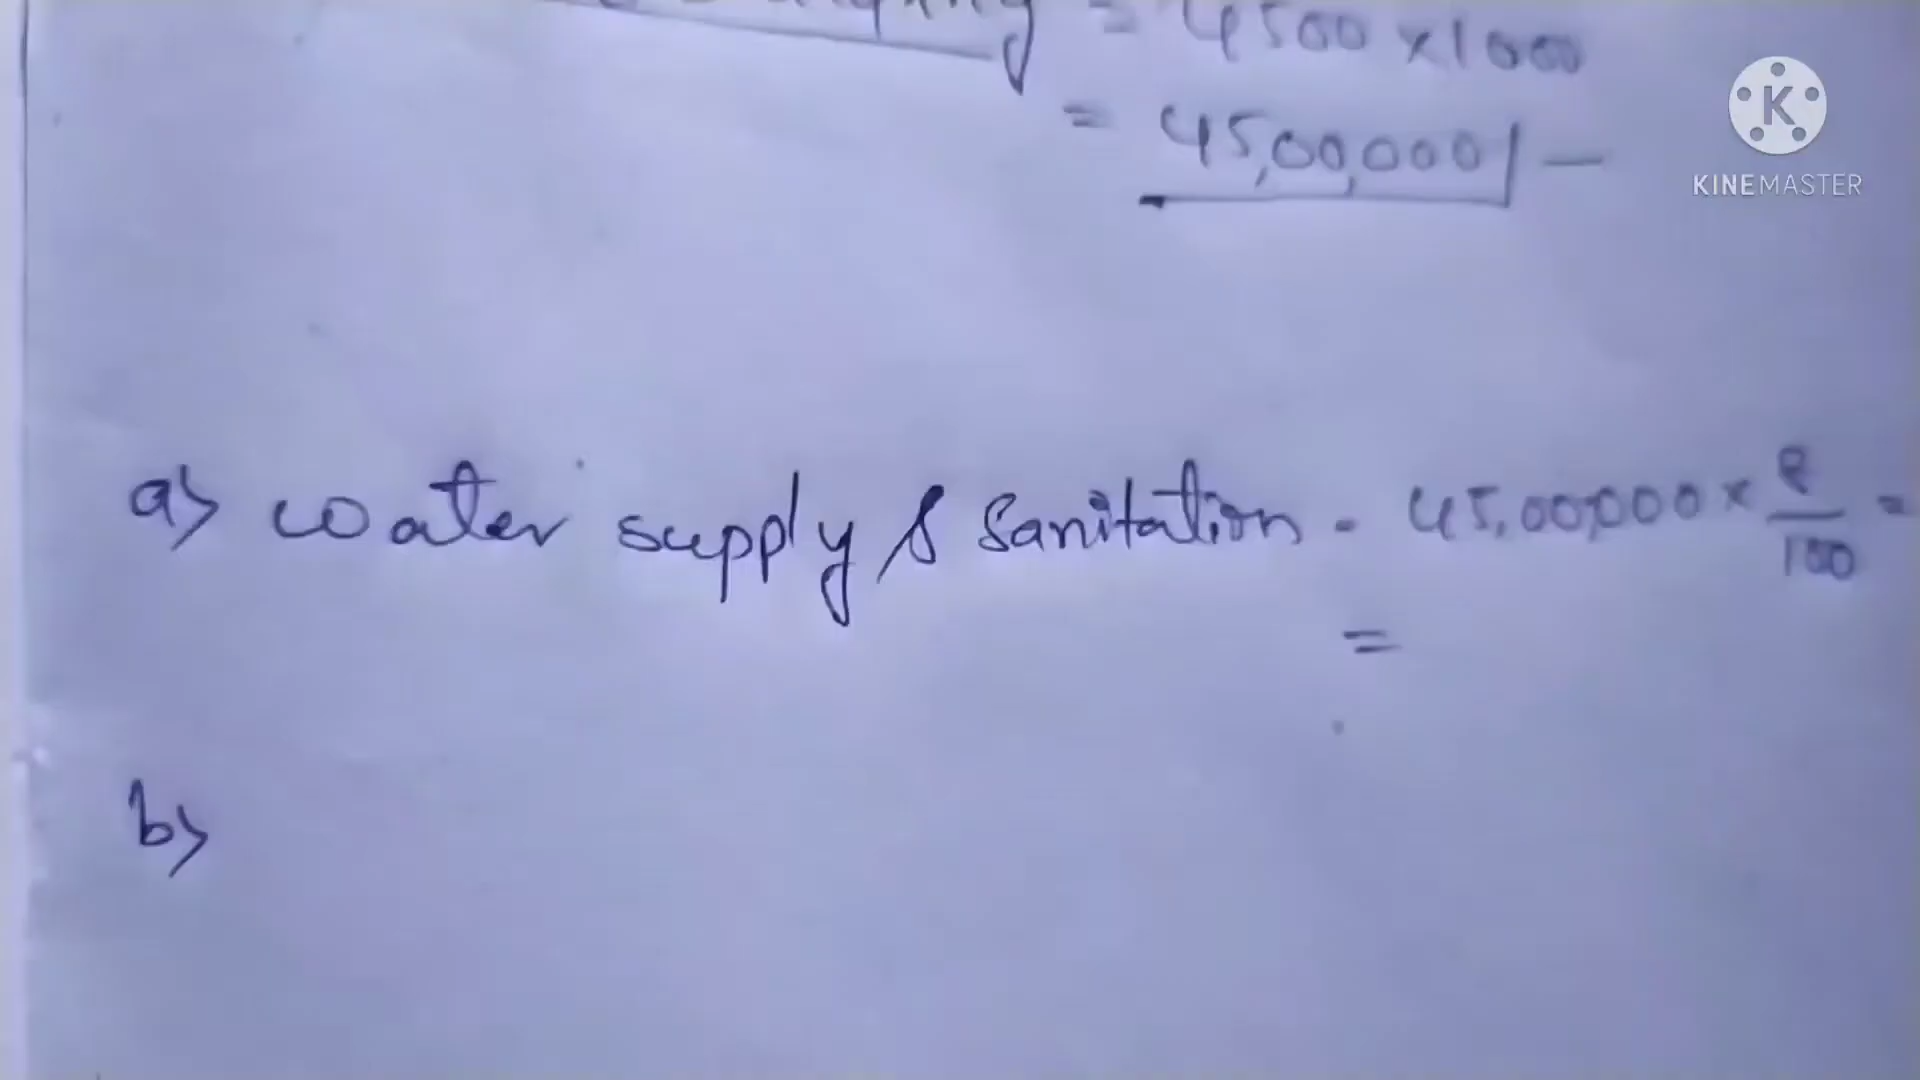 = 4500 x 1000
= 45,00,000/-
K
KINEMASTER
a) Water supply & Sanitation = 45,00,000 x 8/100 =
=
b)